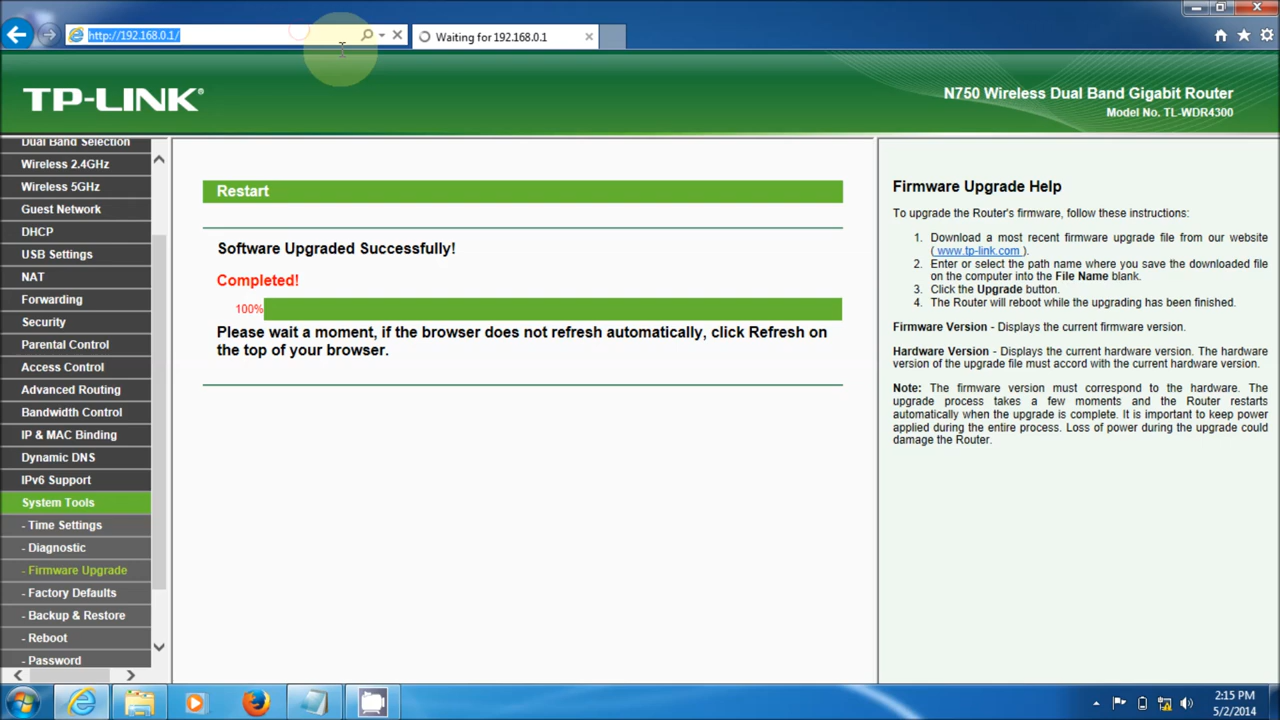 http://192.168.0.1/
Waiting for 192.168.0.1
TP-LINK
N750 Wireless Dual Band Gigabit Router
Model No. TL-WDR4300
Dual Band Selection
Wireless 2.4GHz
Wireless 5GHz
Guest Network
DHCP
USB Settings
NAT
Forwarding
Security
Parental Control
Access Control
Advanced Routing
Bandwidth Control
IP & MAC Binding
Dynamic DNS
IPv6 Support
System Tools
- Time Settings
- Diagnostic
- Firmware Upgrade
- Factory Defaults
- Backup & Restore
- Reboot
- Password
Restart
Software Upgraded Successfully!
Completed!
100%
Please wait a moment, if the browser does not refresh automatically, click Refresh on
the top of your browser.
Firmware Upgrade Help
To upgrade the Router's firmware, follow these instructions:
1. Download a most recent firmware upgrade file from our website
( www.tp-link.com ).
2. Enter or select the path name where you save the downloaded file
on the computer into the File Name blank.
3. Click the Upgrade button.
4. The Router will reboot while the upgrading has been finished.
Firmware Version - Displays the current firmware version.
Hardware Version - Displays the current hardware version. The hardware
version of the upgrade file must accord with the current hardware version.
Note: The firmware version must correspond to the hardware. The
upgrade process takes a few moments and the Router restarts
automatically when the upgrade is complete. It is important to keep power
applied during the entire process. Loss of power during the upgrade could
damage the Router.
2:15 PM
5/2/2014